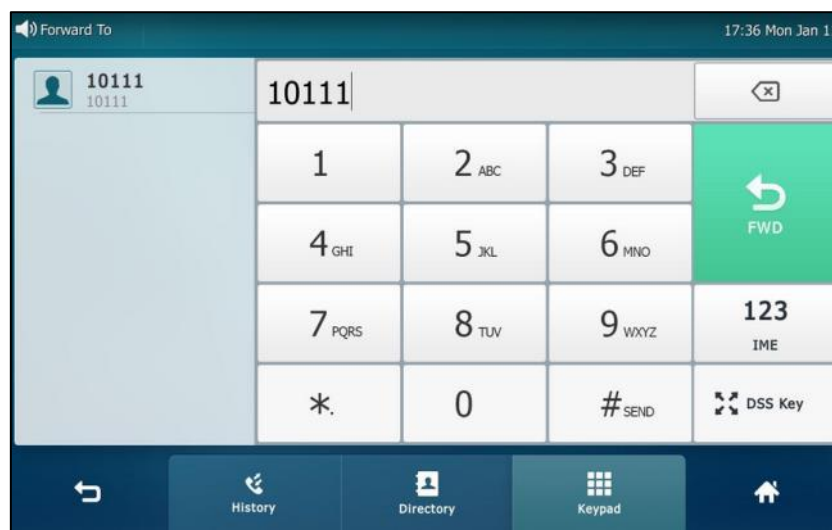 Forward To
17:36 Mon Jan 1
10111
10111
10111
1
2 ABC
3 DEF
FWD
4 GHI
5 JKL
6 MNO
7 PQRS
8 TUV
9 WXYZ
123
IME
*.
0
# SEND
DSS Key
History
Directory
Keypad